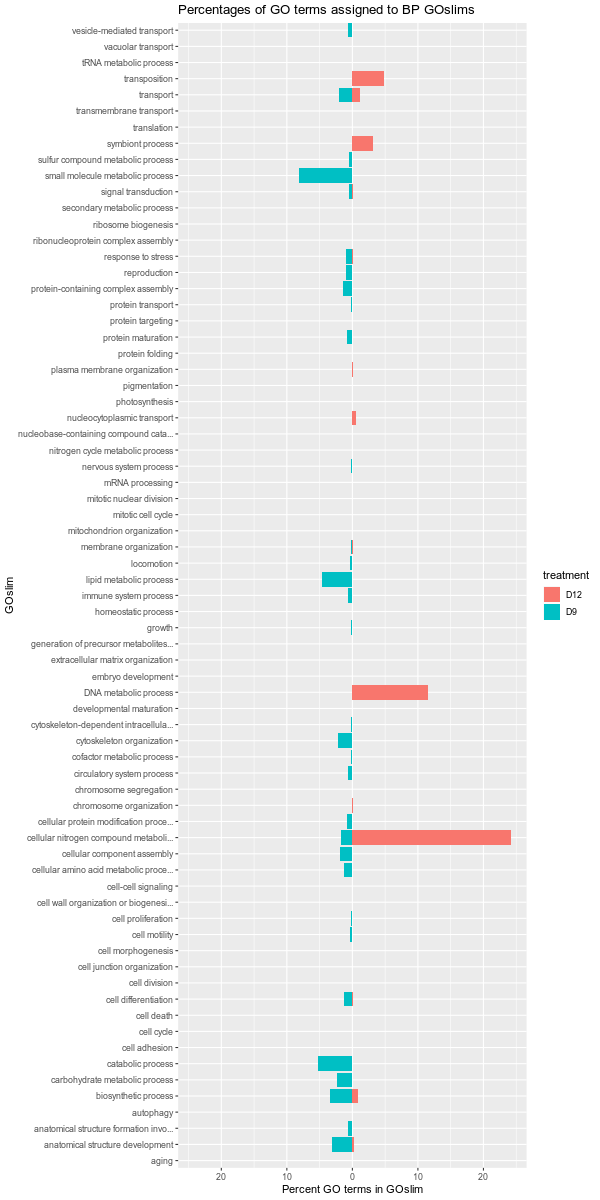 Percentages of GO terms assigned to BP GOslims
vesicle-mediated transport
vacuolar transport
tRNA metabolic process
transposition
transport
transmembrane transport
translation
symbiont process
sulfur compound metabolic process
small molecule metabolic process
signal transduction
secondary metabolic process
ribosome biogenesis
ribonucleoprotein complex assembly
response to stress
reproduction
protein-containing complex assembly
protein transport
protein targeting
protein maturation
protein folding
plasma membrane organization
pigmentation
photosynthesis
nucleocytoplasmic transport
nucleobase-containing compound cata...
nitrogen cycle metabolic process
nervous system process
mRNA processing
mitotic nuclear division
mitotic cell cycle
mitochondrion organization
membrane organization
locomotion
lipid metabolic process
immune system process
homeostatic process
growth
generation of precursor metabolites...
extracellular matrix organization
embryo development
DNA metabolic process
developmental maturation
cytoskeleton-dependent intracellula...
cytoskeleton organization
cofactor metabolic process
circulatory system process
chromosome segregation
chromosome organization
cellular protein modification proce...
cellular nitrogen compound metaboli...
cellular component assembly
cellular amino acid metabolic proce...
cell-cell signaling
cell wall organization or biogenesi...
cell proliferation
cell motility
cell morphogenesis
cell junction organization
cell division
cell differentiation
cell death
cell cycle
cell adhesion
catabolic process
carbohydrate metabolic process
biosynthetic process
autophagy
anatomical structure formation invo...
anatomical structure development
aging
GOslim
20 10 0 10 20
Percent GO terms in GOslim
treatment
D12
D9